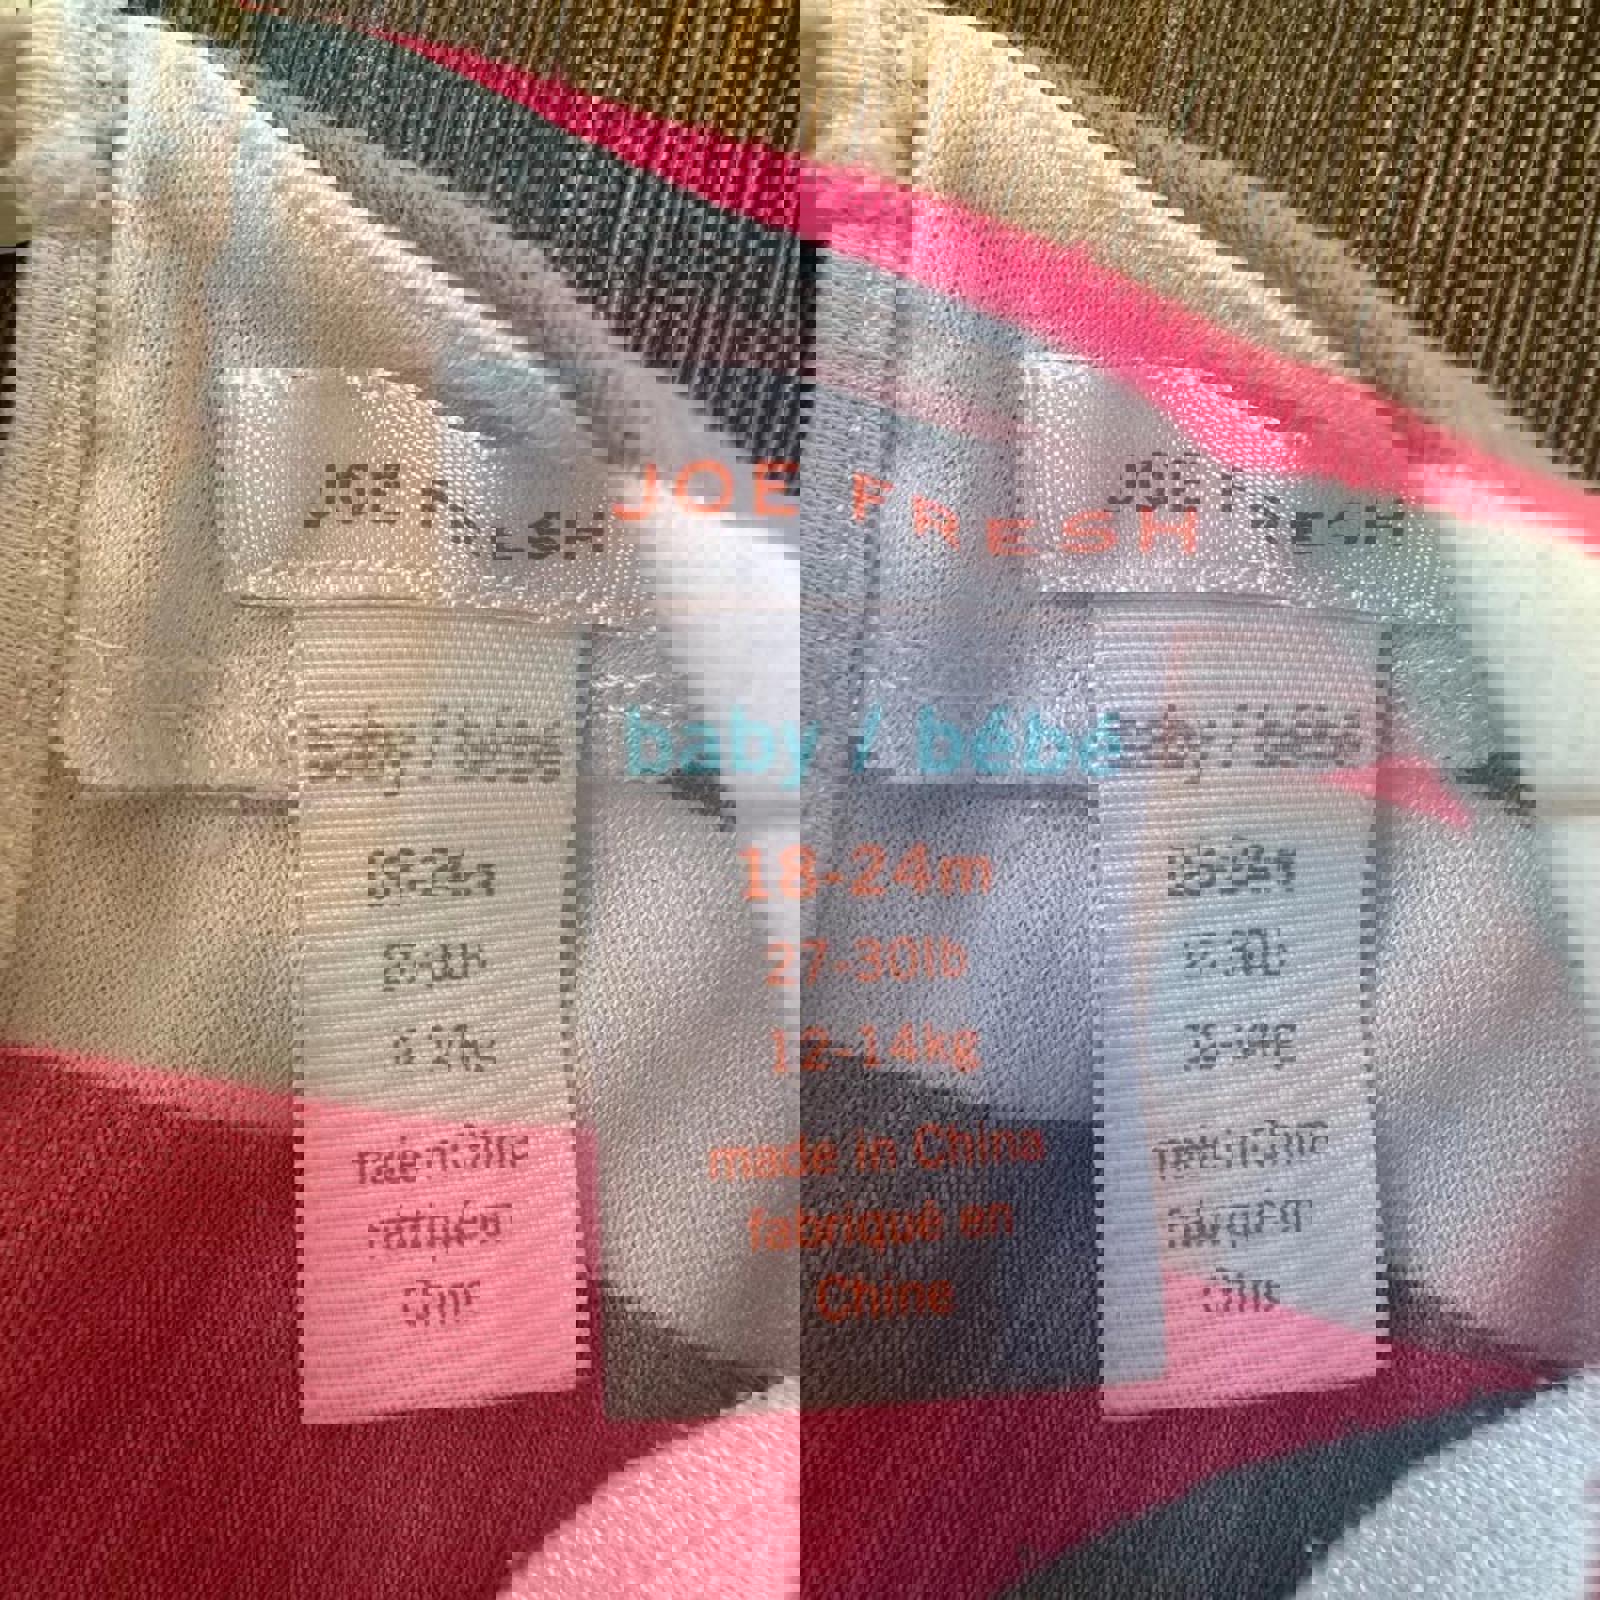 JOE FRESH
baby / bébé
18-24m
27-30lb
12-14kg
made in China
fabriqué en
Chine